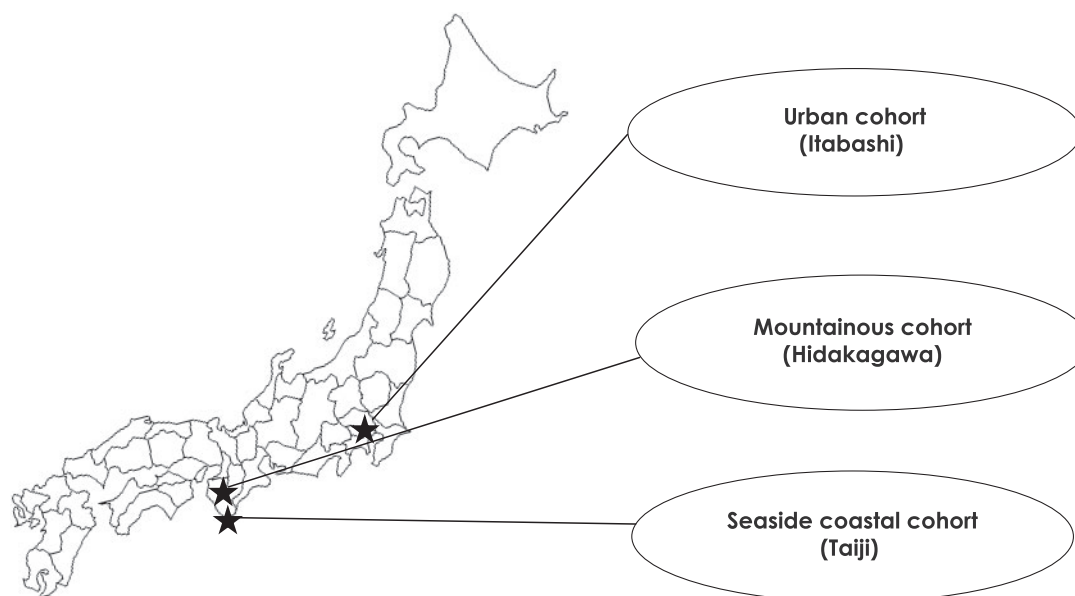 Urban cohort
(Itabashi)
Mountainous cohort
(Hidakagawa)
Seaside coastal cohort
(Taiji)